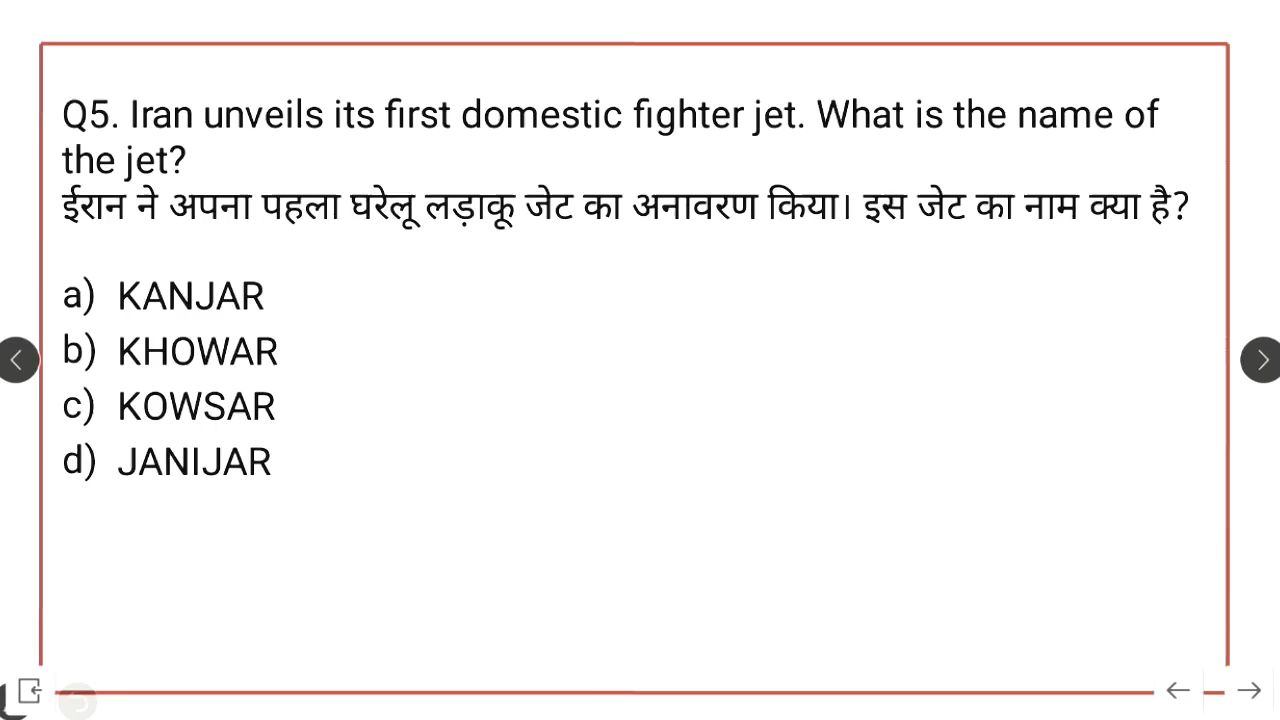 Q5. Iran unveils its first domestic fighter jet. What is the name of
the jet?
ईरान ने अपना पहला घरेलू लड़ाकू जेट का अनावरण किया। इस जेट का नाम क्या है?
a) KANJAR
b) KHOWAR
c) KOWSAR
d) JANIJAR